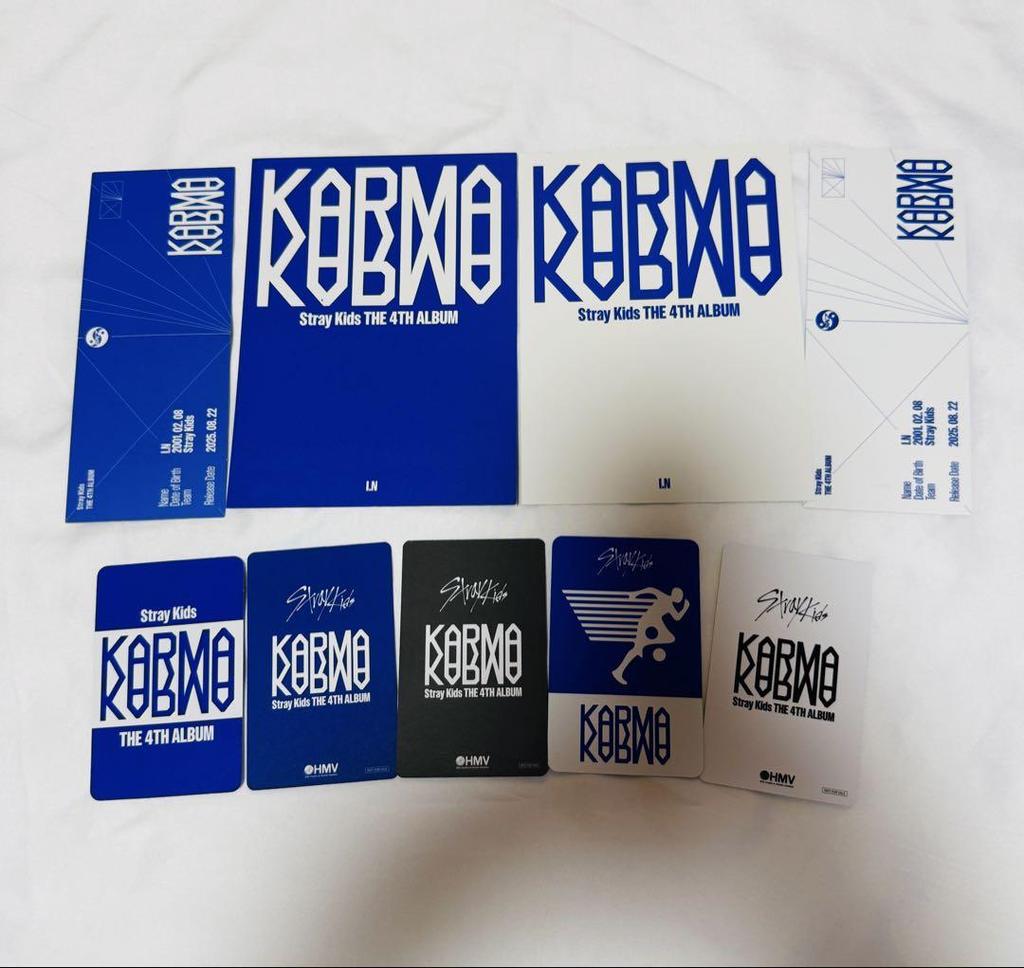 KARMA
Stray Kids
THE 4TH ALBUM
Name I.N
Date of Birth 2001. 02. 08
Team Stray Kids
Release Date 2025. 08. 22
KARMA
Stray Kids THE 4TH ALBUM
I.N
KARMA
Stray Kids THE 4TH ALBUM
I.N
KARMA
Stray Kids
THE 4TH ALBUM
Name I.N
Date of Birth 2001. 02. 08
Team Stray Kids
Release Date 2025. 08. 22
Stray Kids
KARMA
THE 4TH ALBUM
Stray Kids
KARMA
Stray Kids THE 4TH ALBUM
HMV
Stray Kids
KARMA
Stray Kids THE 4TH ALBUM
HMV
Stray Kids
KARMA
Stray Kids
KARMA
Stray Kids THE 4TH ALBUM
HMV
NOT FOR SALE